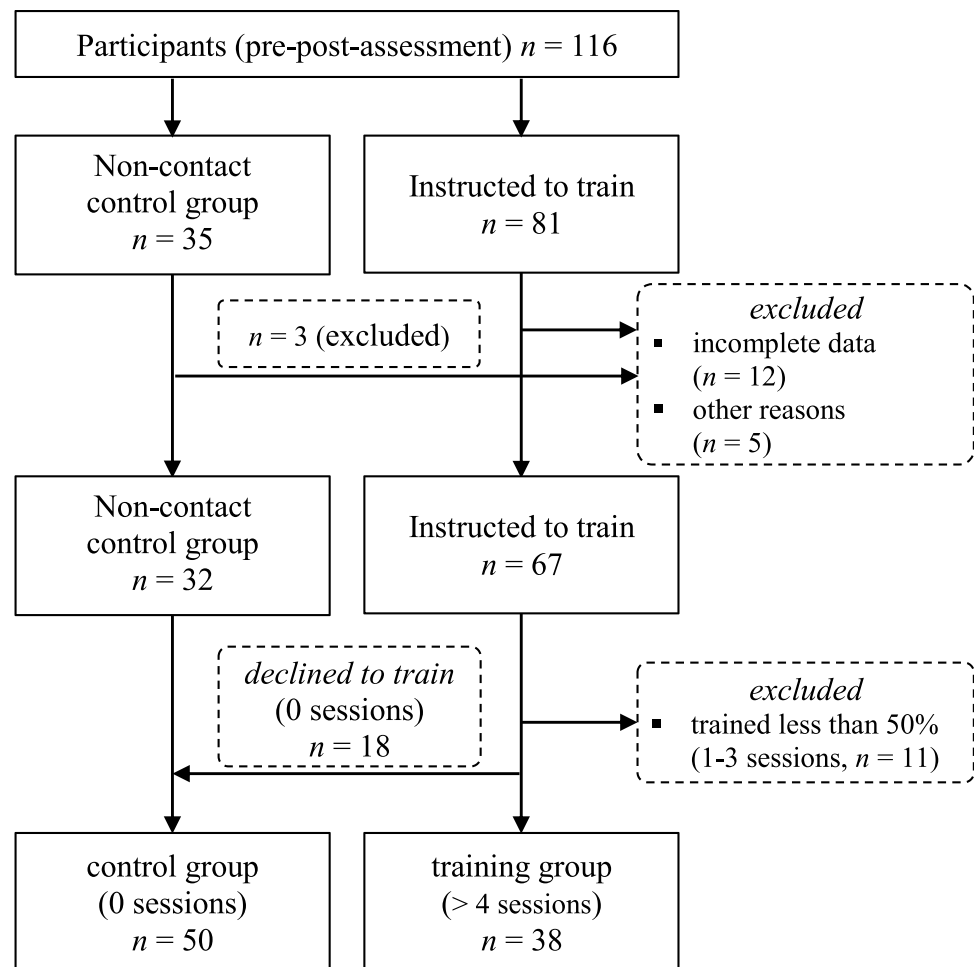 Participants (pre-post-assessment) n = 116
Non-contact
control group
n = 35
Instructed to train
n = 81
n = 3 (excluded)
excluded
▪ incomplete data
(n = 12)
▪ other reasons
(n = 5)
Non-contact
control group
n = 32
Instructed to train
n = 67
declined to train
(0 sessions)
n = 18
excluded
▪ trained less than 50%
(1-3 sessions, n = 11)
control group
(0 sessions)
n = 50
training group
(> 4 sessions)
n = 38